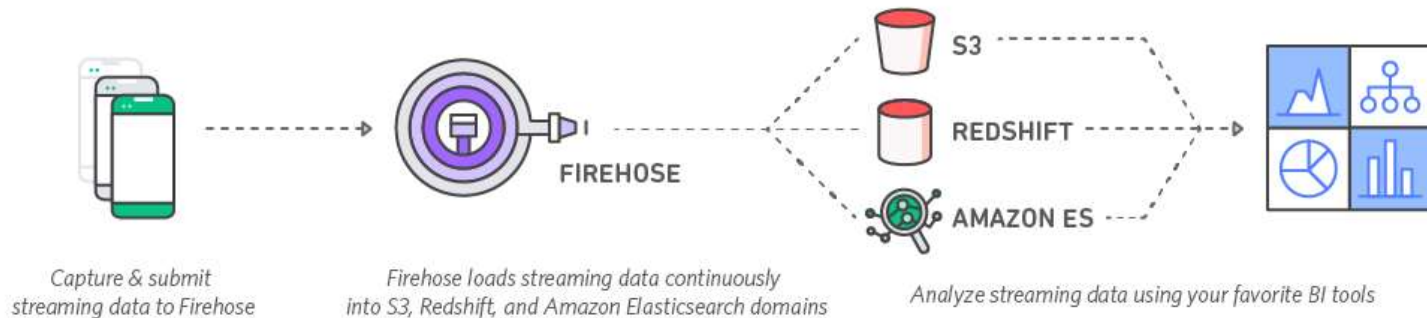 S3
REDSHIFT
FIREHOSE
AMAZON ES
Capture & submit
streaming data to Firehose
Firehose loads streaming data continuously
into S3, Redshift, and Amazon Elasticsearch domains
Analyze streaming data using your favorite BI tools